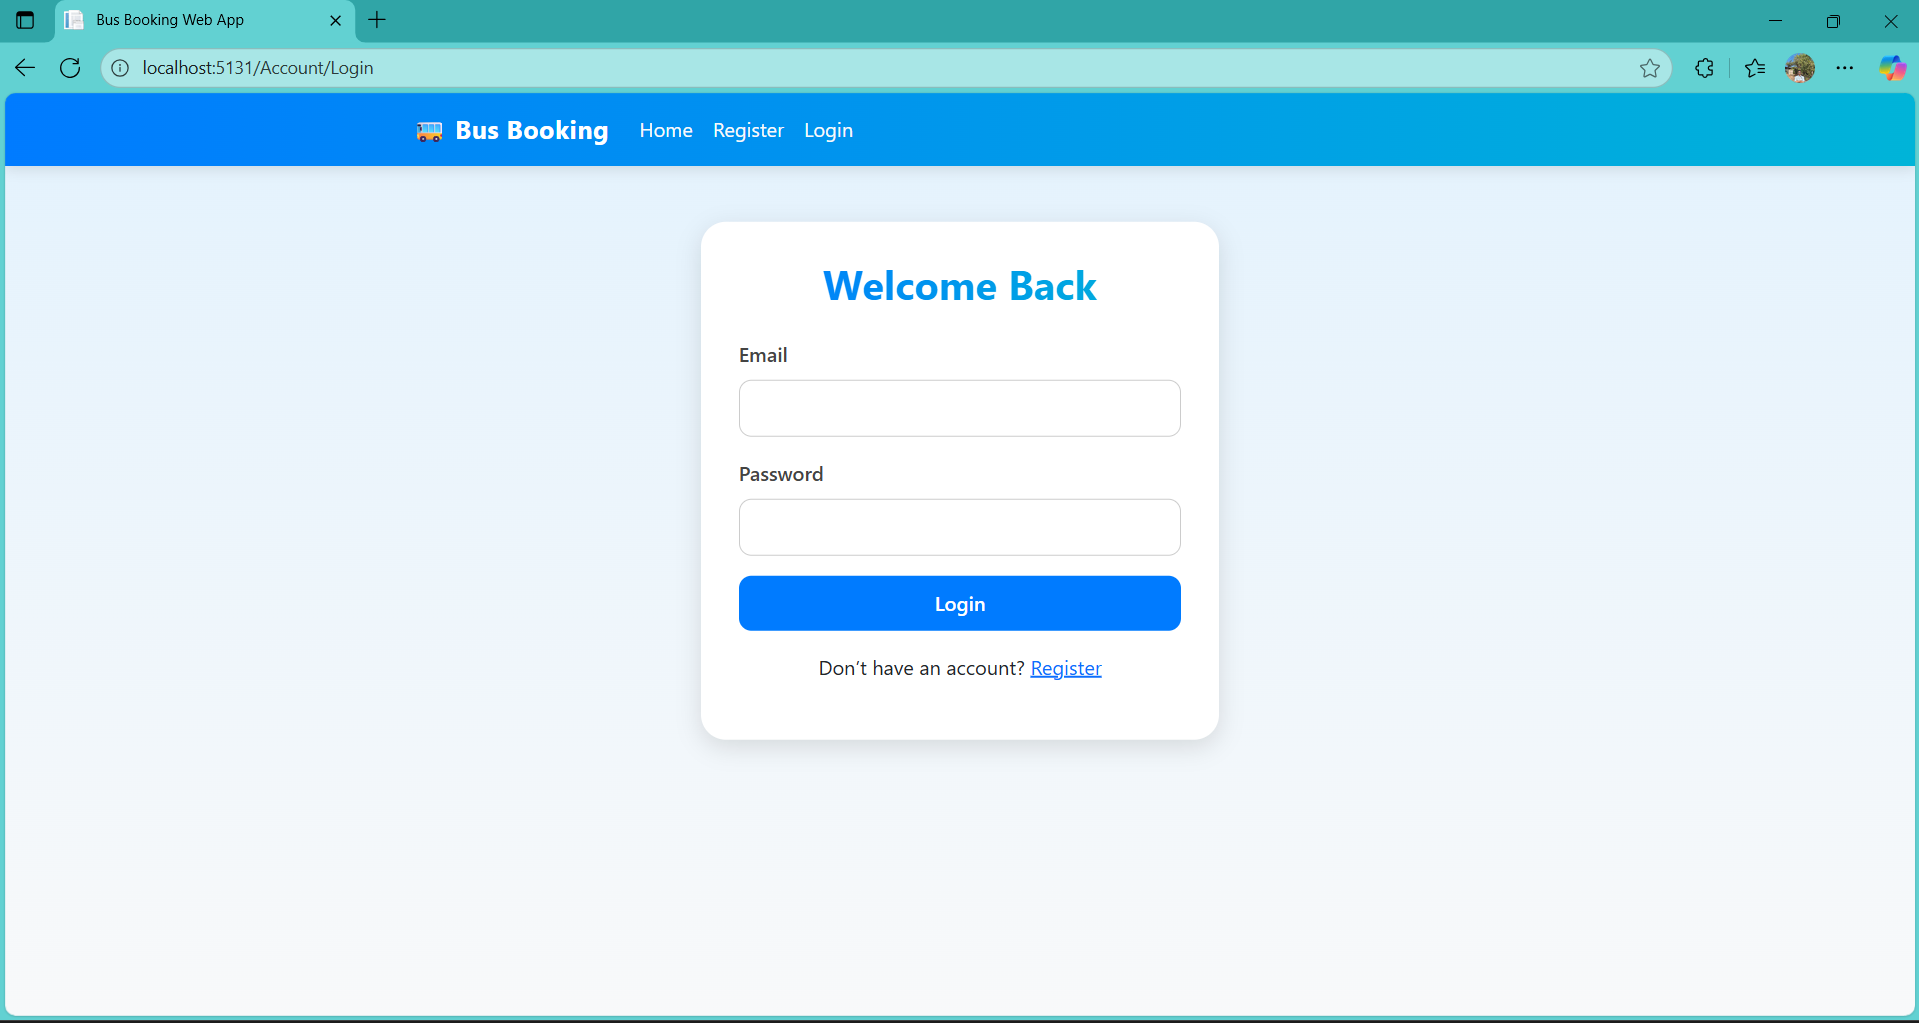 Bus Booking Web App
localhost:5131/Account/Login
Bus Booking Home Register Login
Welcome Back
Email
Password
Login
Don’t have an account? Register